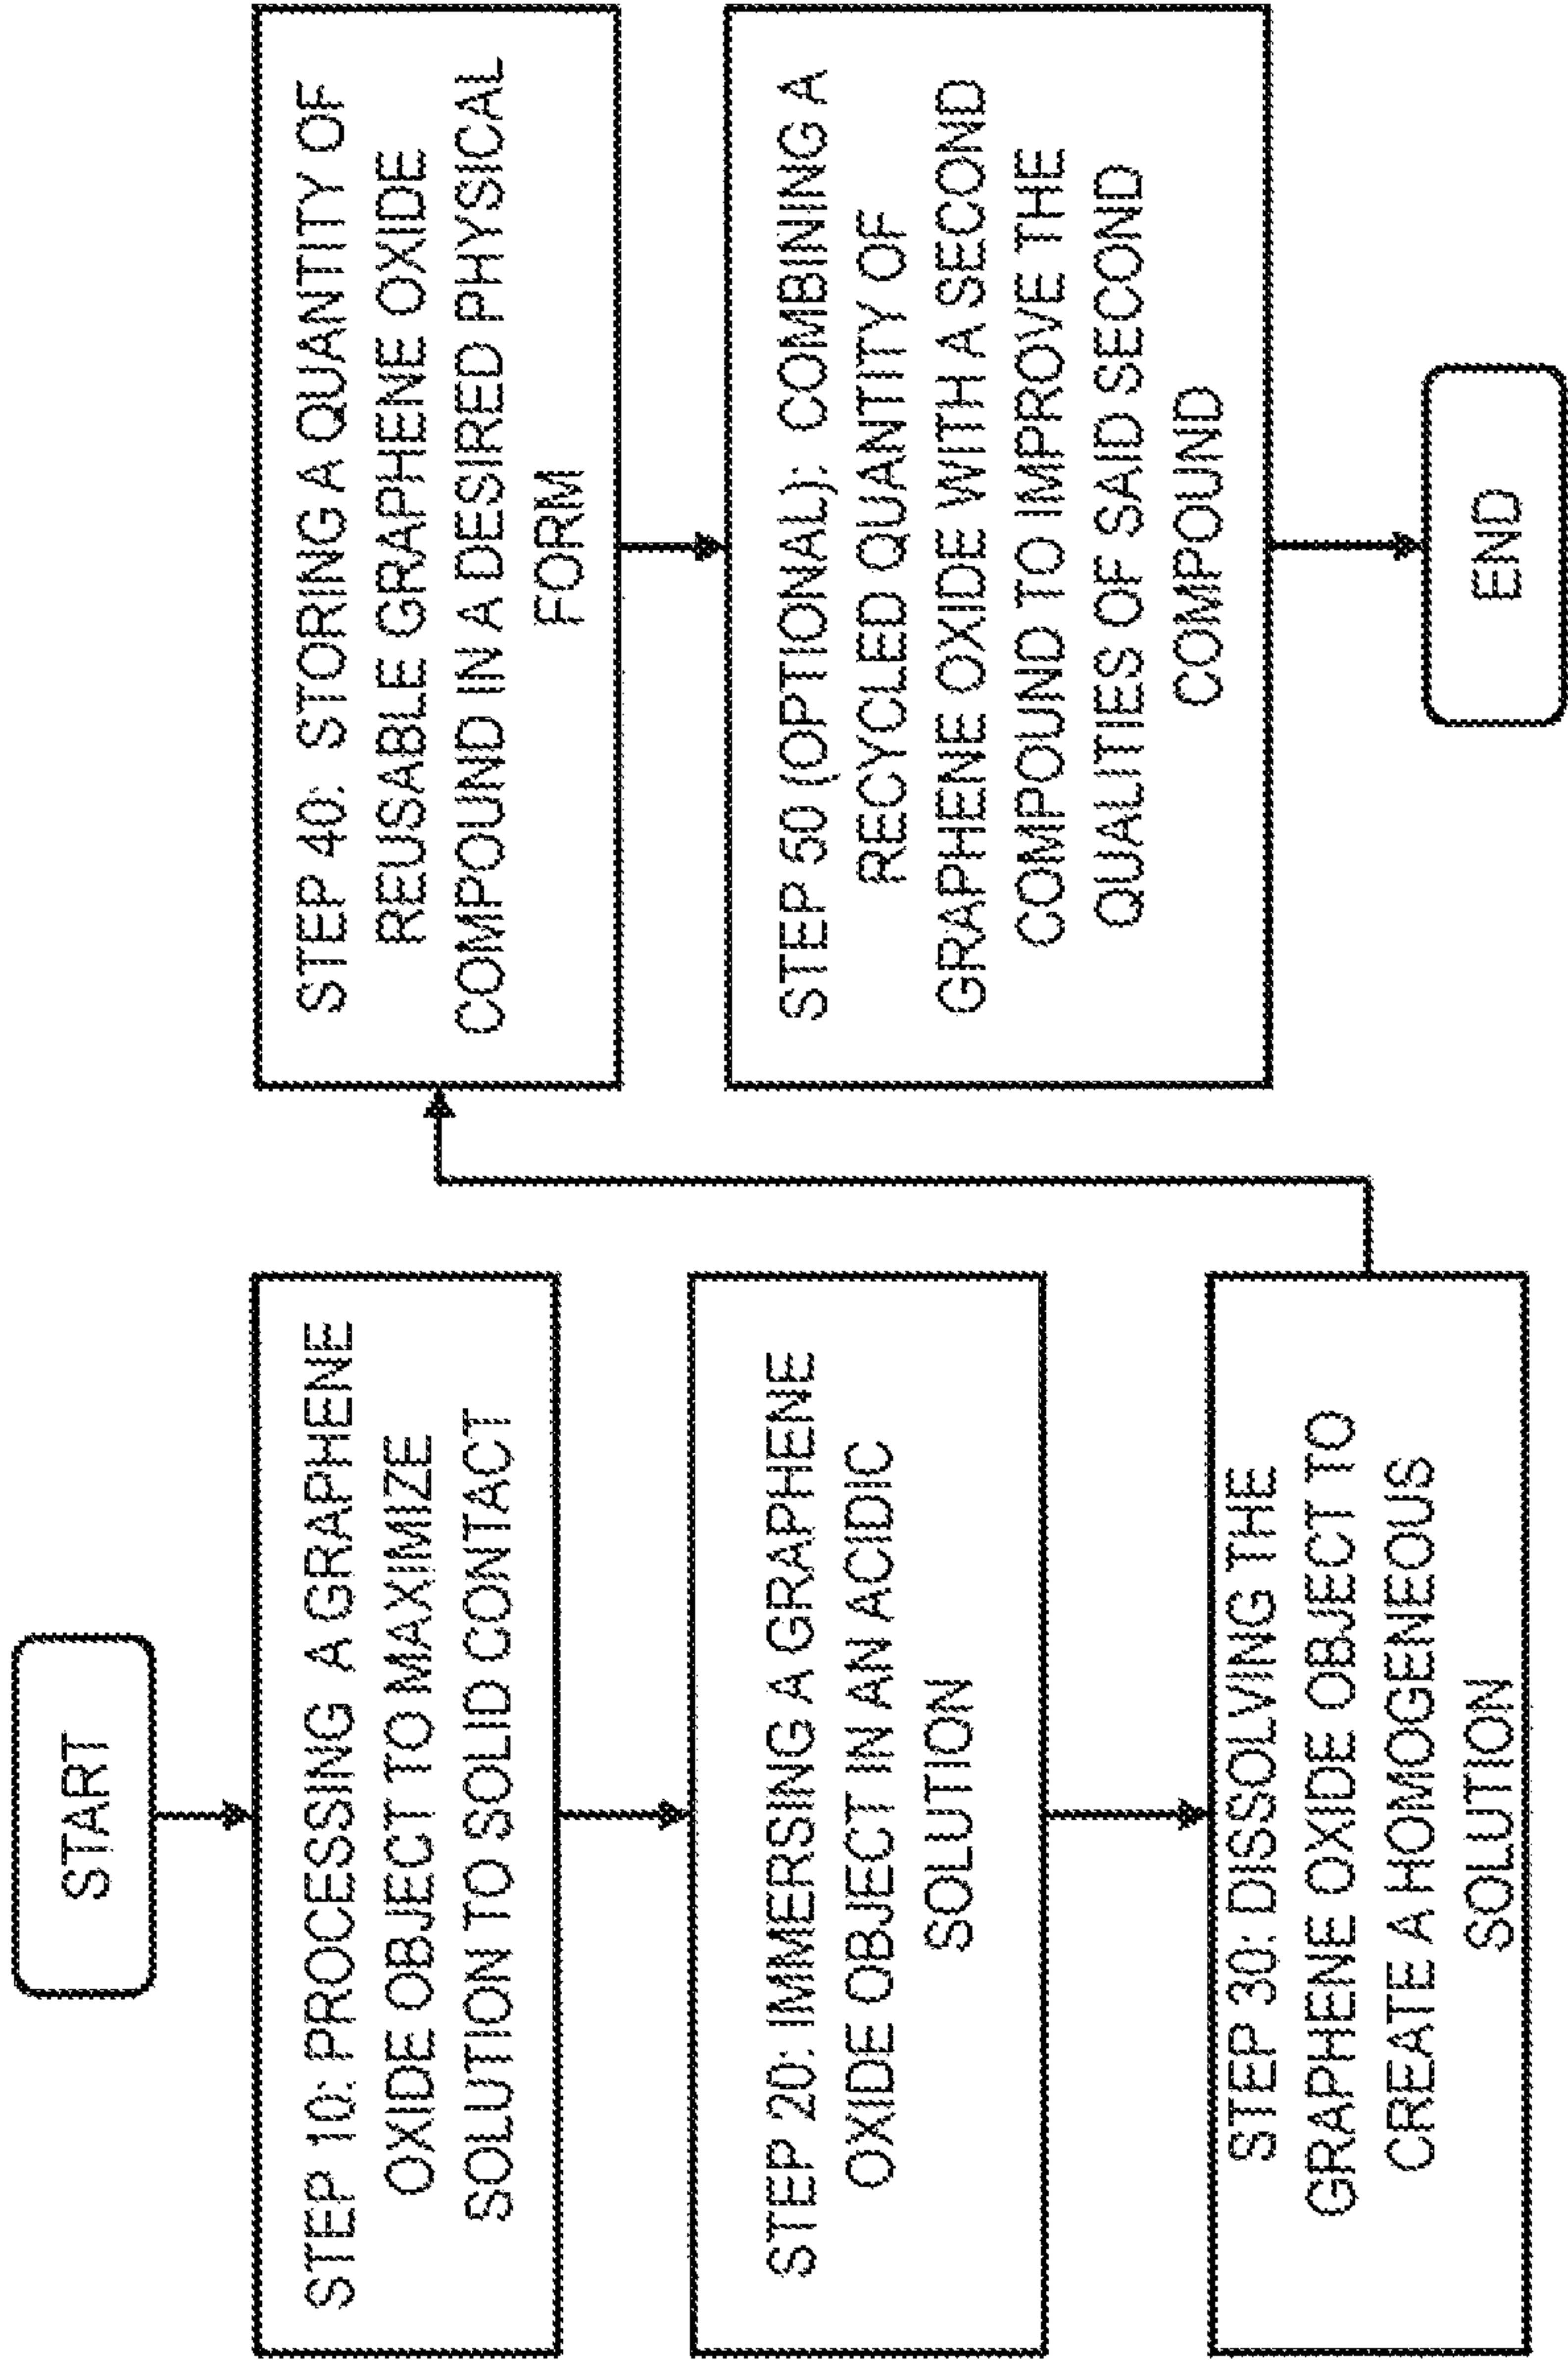 START
STEP 10: PROCESSING A GRAPHENE
OXIDE OBJECT TO MAXIMIZE
SOLUTION TO SOLID CONTACT
STEP 20: IMMERSING A GRAPHENE
OXIDE OBJECT IN AN ACIDIC
SOLUTION
STEP 30: DISSOLVING THE
GRAPHENE OXIDE OBJECT TO
CREATE A HOMOGENEOUS
SOLUTION
STEP 40: STORING A QUANTITY OF
REUSABLE GRAPHENE OXIDE
COMPOUND IN A DESIRED PHYSICAL
FORM
STEP 50 (OPTIONAL): COMBINING A
RECYCLED QUANTITY OF
GRAPHENE OXIDE WITH A SECOND
COMPOUND TO IMPROVE THE
QUALITIES OF SAID SECOND
COMPOUND
END